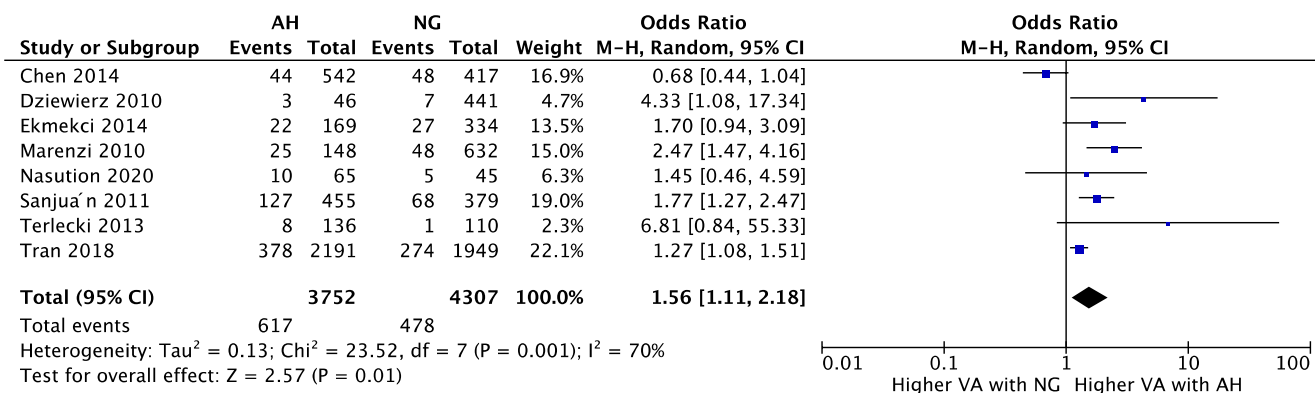 AH NG Odds Ratio Odds Ratio
Study or Subgroup Events Total Events Total Weight M-H, Random, 95% CI M-H, Random, 95% CI
Chen 2014 44 542 48 417 16.9% 0.68 [0.44, 1.04]
Dziewierz 2010 3 46 7 441 4.7% 4.33 [1.08, 17.34]
Ekmekci 2014 22 169 27 334 13.5% 1.70 [0.94, 3.09]
Marenzi 2010 25 148 48 632 15.0% 2.47 [1.47, 4.16]
Nasution 2020 10 65 5 45 6.3% 1.45 [0.46, 4.59]
Sanjua´n 2011 127 455 68 379 19.0% 1.77 [1.27, 2.47]
Terlecki 2013 8 136 1 110 2.3% 6.81 [0.84, 55.33]
Tran 2018 378 2191 274 1949 22.1% 1.27 [1.08, 1.51]
Total (95% CI) 3752 4307 100.0% 1.56 [1.11, 2.18]
Total events 617 478
Heterogeneity: Tau² = 0.13; Chi² = 23.52, df = 7 (P = 0.001); I² = 70%
Test for overall effect: Z = 2.57 (P = 0.01)
0.01 0.1 1 10 100
Higher VA with NG Higher VA with AH